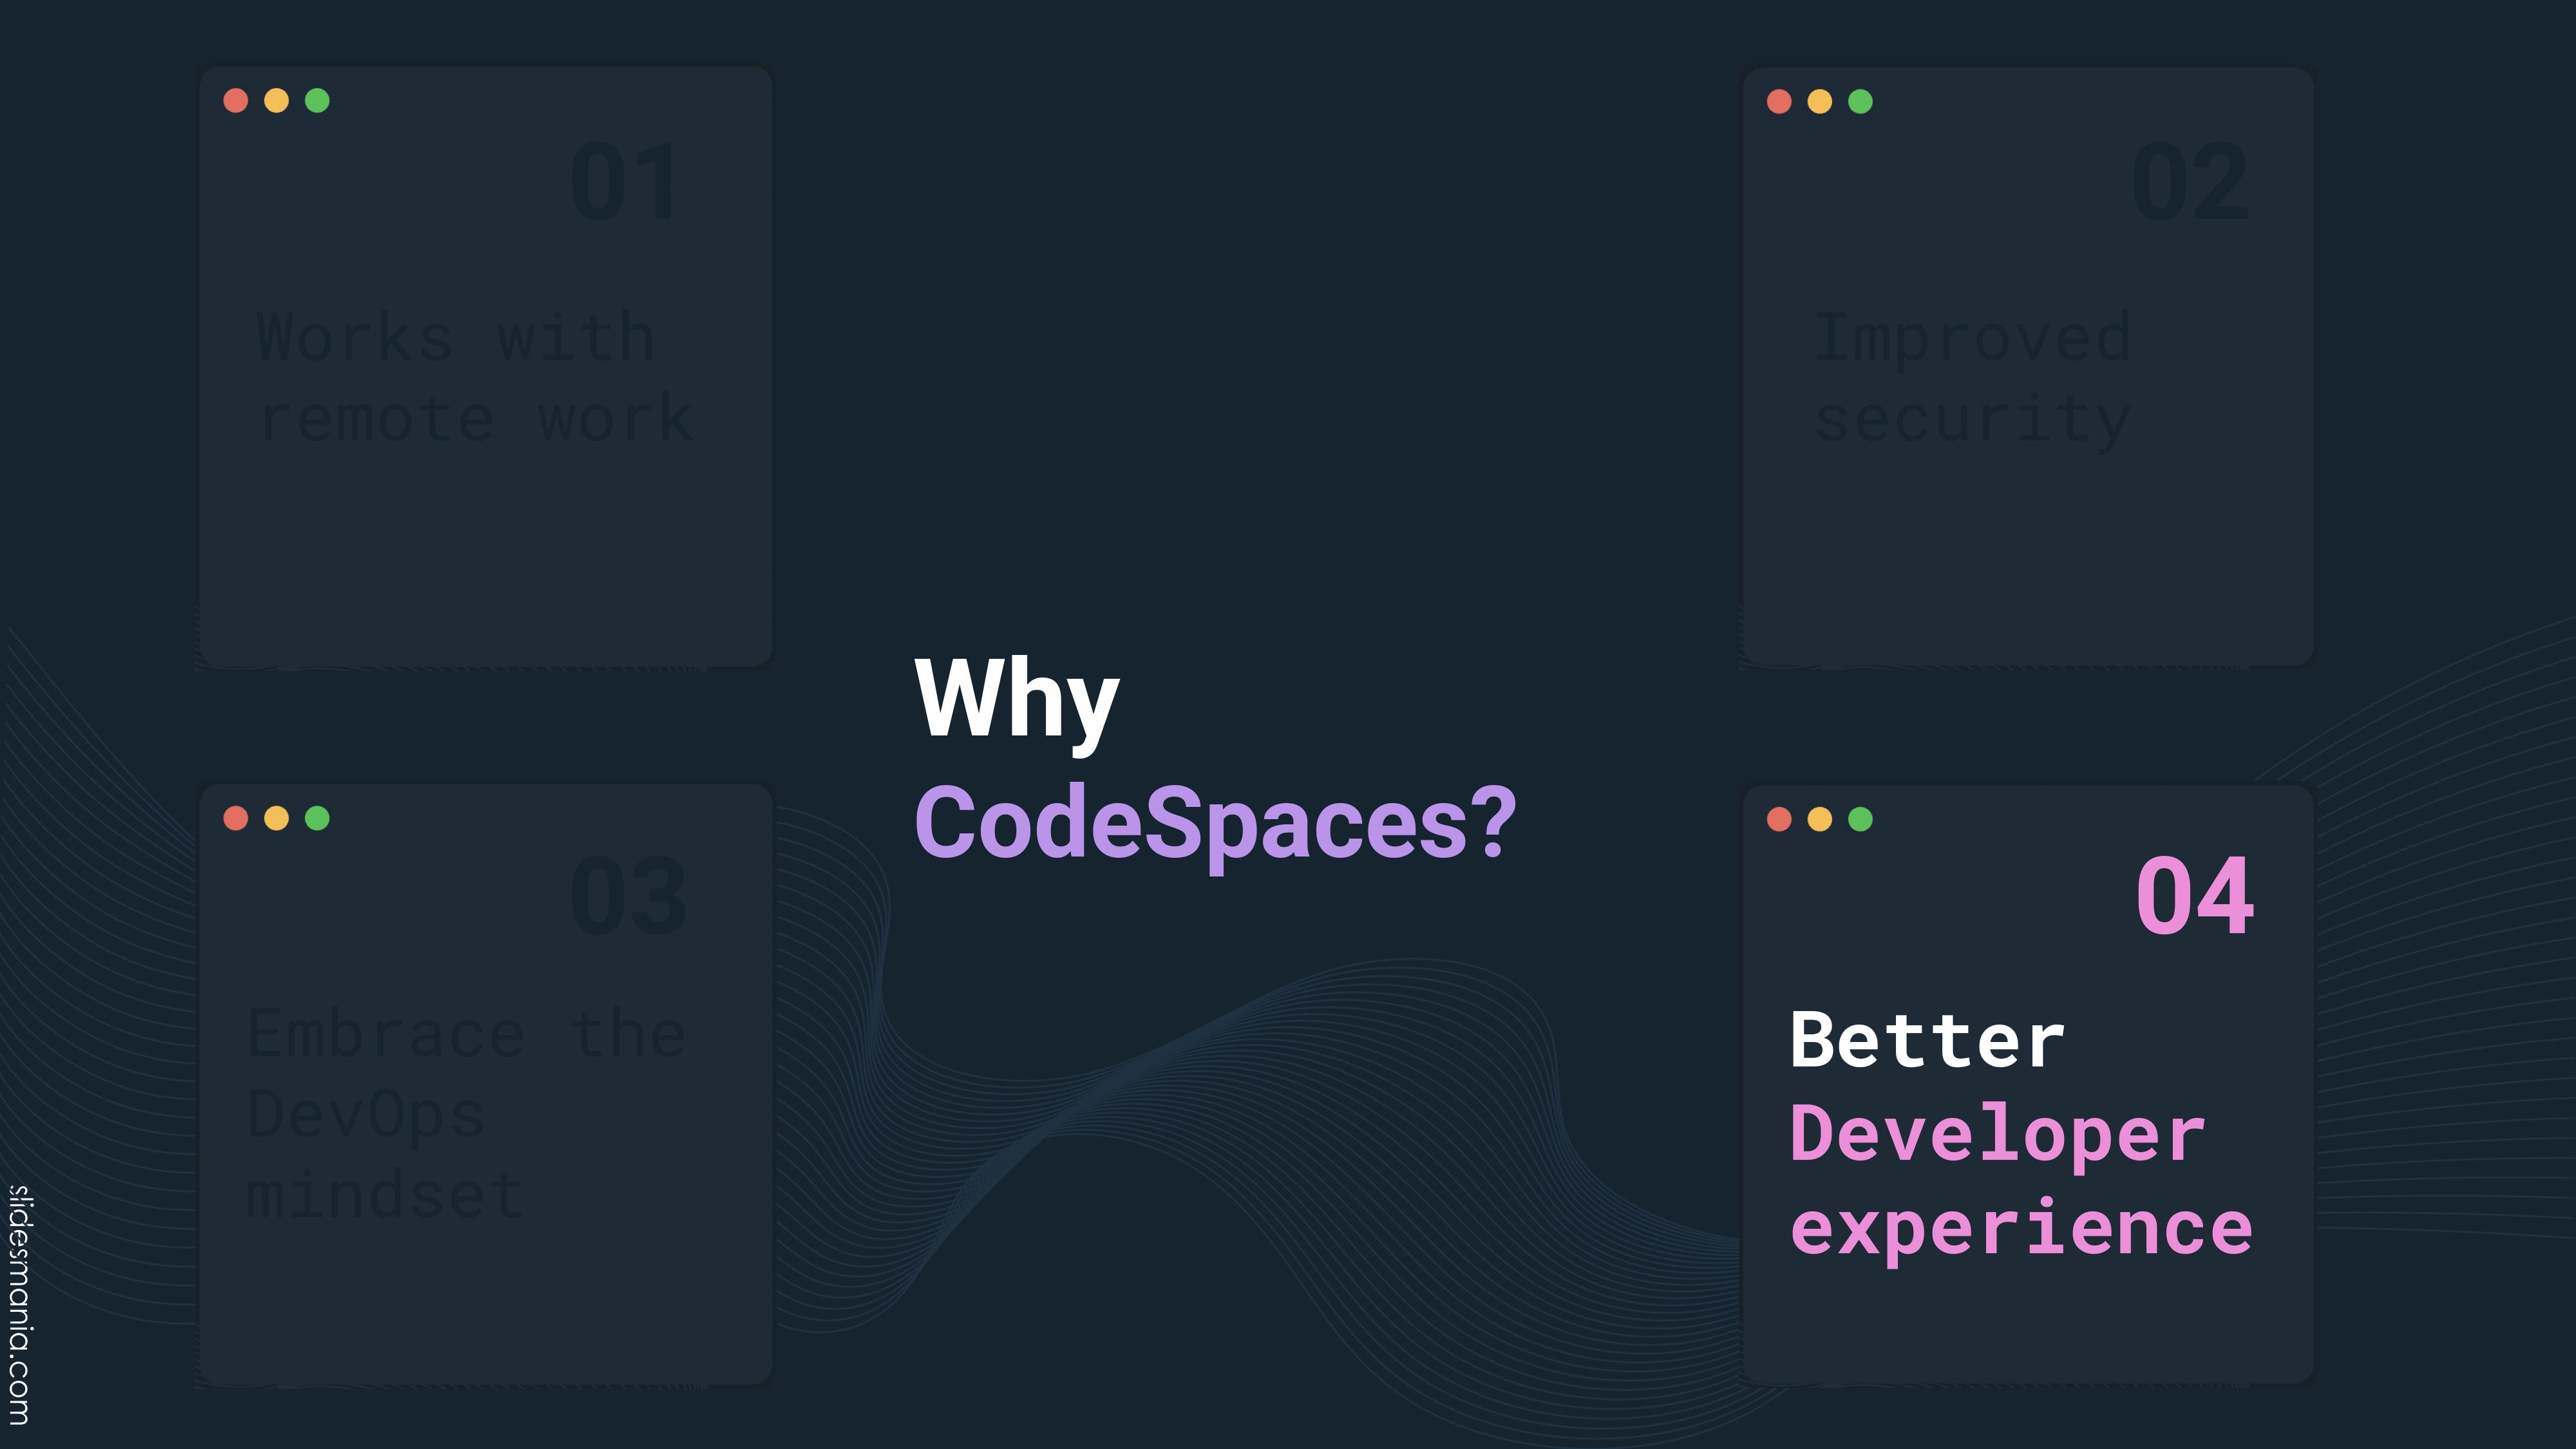 01
Works with
remote work
02
Improved
security
Why
CodeSpaces?
03
Embrace the
DevOps
mindset
04
Better
Developer
experience
slidesmania.com